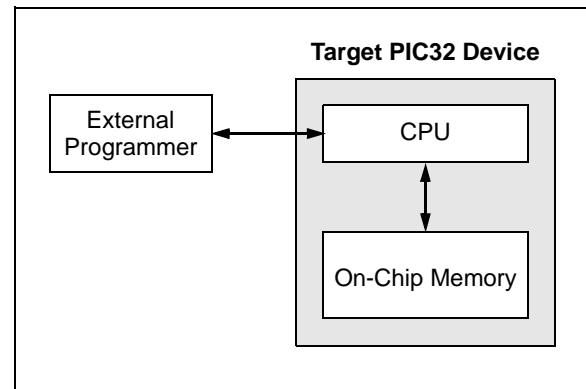 Target PIC32 Device
External
Programmer
CPU
On-Chip Memory